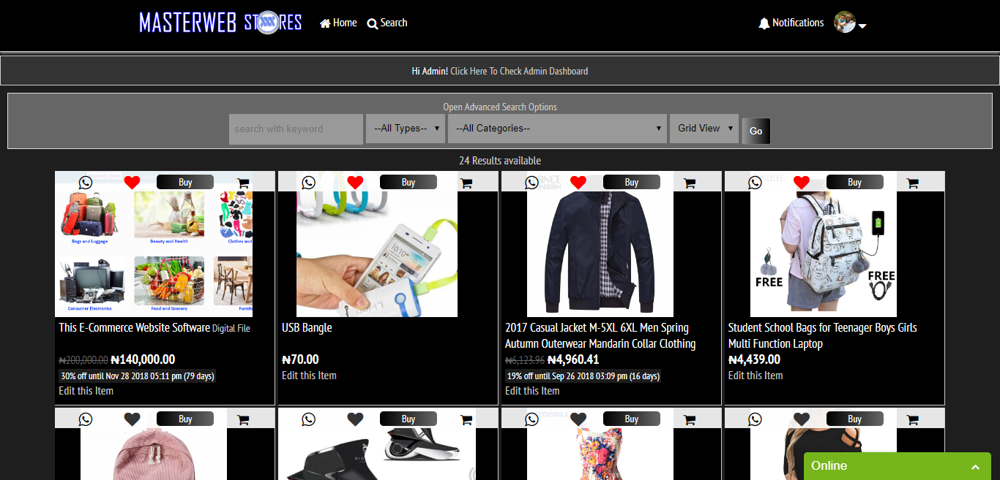 MASTERWEB STORES
Home
Search
Notifications
Hi Admin! Click Here To Check Admin Dashboard
Open Advanced Search Options
search with keyword
--All Types--
--All Categories--
Grid View
Go
24 Results available
Buy
Buy
Buy
Buy
Bags and Luggage
Beauty and Health
Clothes and
Consumer Electronics
Food and Grocery
Furnit
FREE
FREE
This E-Commerce Website Software Digital File
₦200,000.00 ₦140,000.00
30% off until Nov 28 2018 05:11 pm (79 days)
Edit this Item
USB Bangle
₦70.00
Edit this Item
2017 Casual Jacket M-5XL 6XL Men Spring
Autumn Outerwear Mandarin Collar Clothing
₦6,123.96 ₦4,960.41
19% off until Sep 26 2018 03:09 pm (16 days)
Edit this Item
Student School Bags for Teenager Boys Girls
Multi Function Laptop
₦4,439.00
Edit this Item
Buy
Buy
Buy
Buy
Online